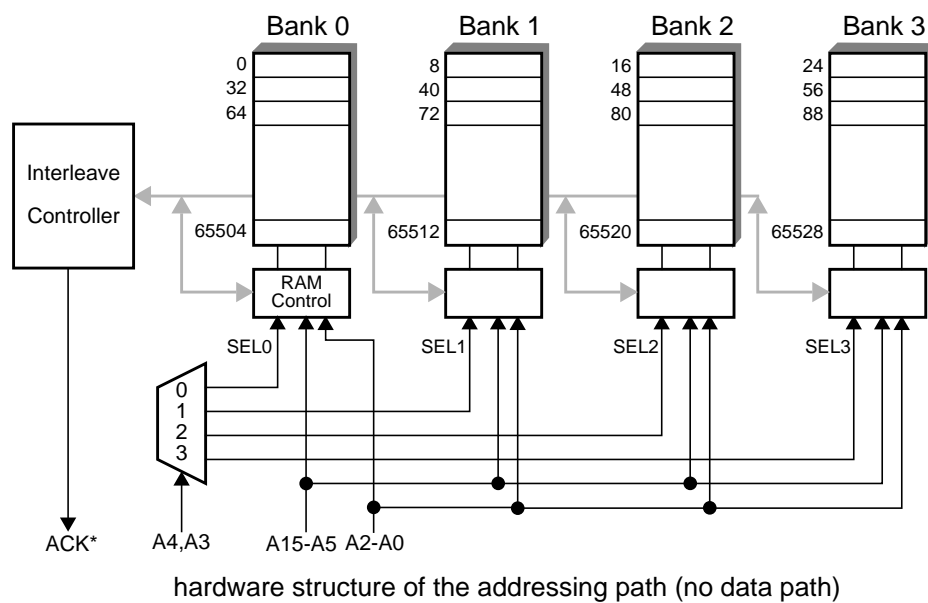 Bank 0 Bank 1 Bank 2 Bank 3
0 8 16 24
32 40 48 56
64 72 80 88
Interleave
Controller
65504 65512 65520 65528
RAM
Control
SEL0 SEL1 SEL2 SEL3
0
1
2
3
ACK* A4,A3 A15-A5 A2-A0
hardware structure of the addressing path (no data path)